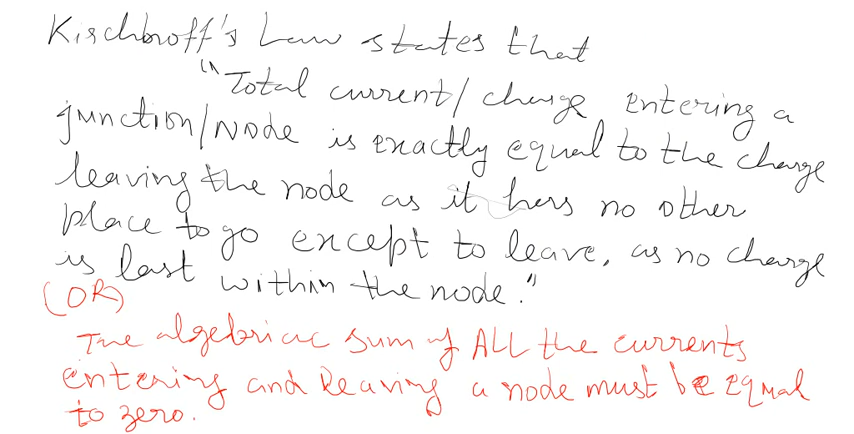 Kirchhroff's Law states that
"Total current/charge entering a
junction/Node is exactly equal to the charge
leaving the node as it has no other
place to go except to leave, as no charge
is lost within the node."
(OR)
The algebriac sum of ALL the currents
entering and leaving a node must be equal
to zero.